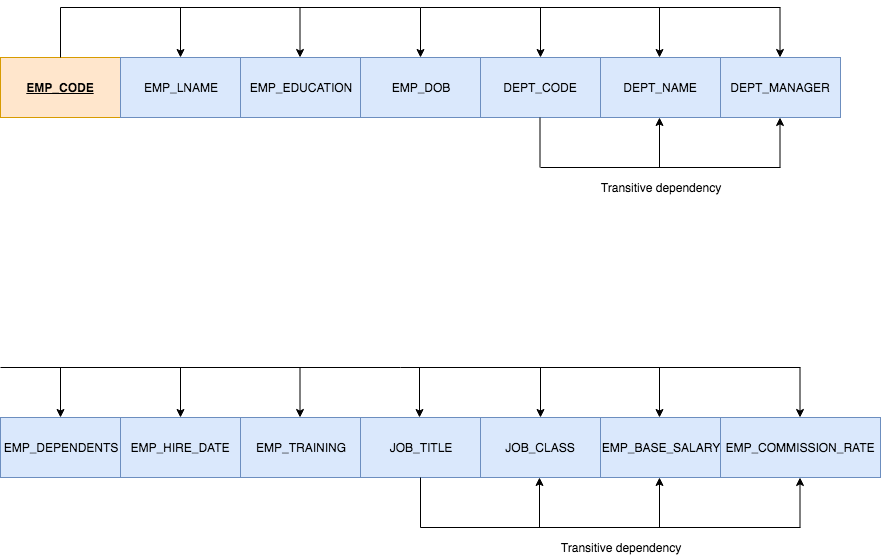 EMP_CODE EMP_LNAME EMP_EDUCATION EMP_DOB DEPT_CODE DEPT_NAME DEPT_MANAGER
Transitive dependency
EMP_DEPENDENTS EMP_HIRE_DATE EMP_TRAINING JOB_TITLE JOB_CLASS EMP_BASE_SALARY EMP_COMMISSION_RATE
Transitive dependency